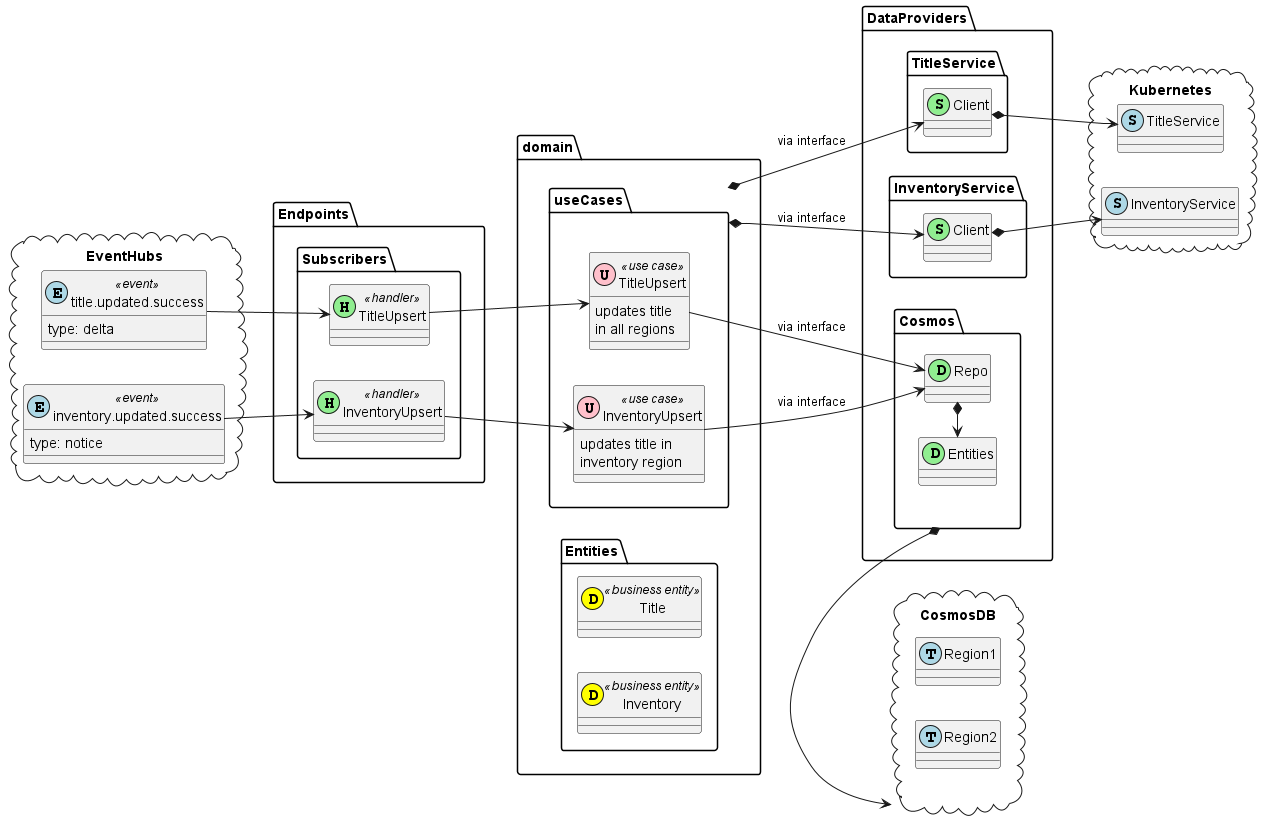 EventHubs
E
«event»
title.updated.success
type: delta
E
«event»
inventory.updated.success
type: notice
Endpoints
Subscribers
H
«handler»
TitleUpsert
H
«handler»
InventoryUpsert
domain
useCases
U
«use case»
TitleUpsert
updates title
in all regions
U
«use case»
InventoryUpsert
updates title in
inventory region
Entities
D
«business entity»
Title
D
«business entity»
Inventory
via interface
via interface
via interface
via interface
DataProviders
TitleService
S Client
InventoryService
S Client
Cosmos
D Repo
D Entities
Kubernetes
S TitleService
S InventoryService
CosmosDB
T Region1
T Region2